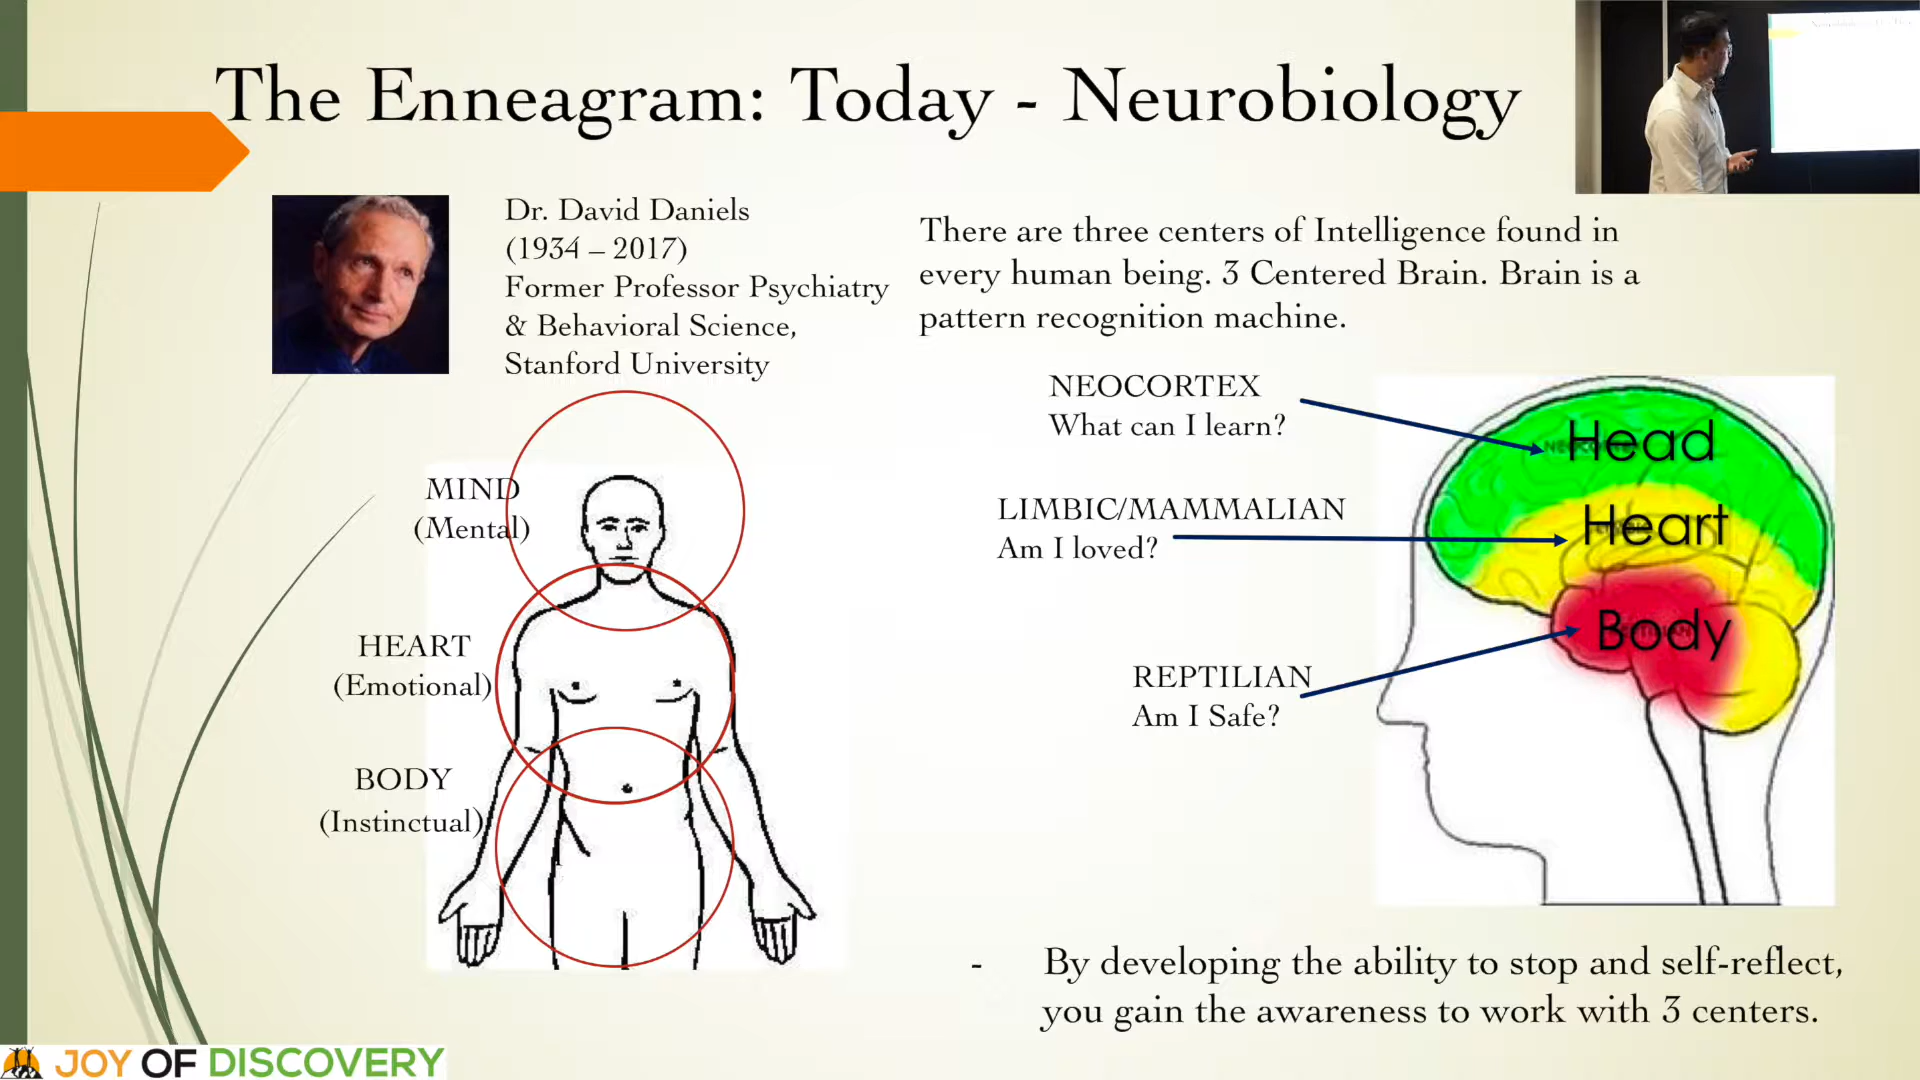 The Enneagram: Today - Neurobiology
Dr. David Daniels
(1934 – 2017)
Former Professor Psychiatry
& Behavioral Science,
Stanford University
There are three centers of Intelligence found in
every human being. 3 Centered Brain. Brain is a
pattern recognition machine.
MIND
(Mental)
HEART
(Emotional)
BODY
(Instinctual)
NEOCORTEX
What can I learn?
LIMBIC/MAMMALIAN
Am I loved?
REPTILIAN
Am I Safe?
Head
Heart
Body
- By developing the ability to stop and self-reflect,
you gain the awareness to work with 3 centers.
JOY OF DISCOVERY